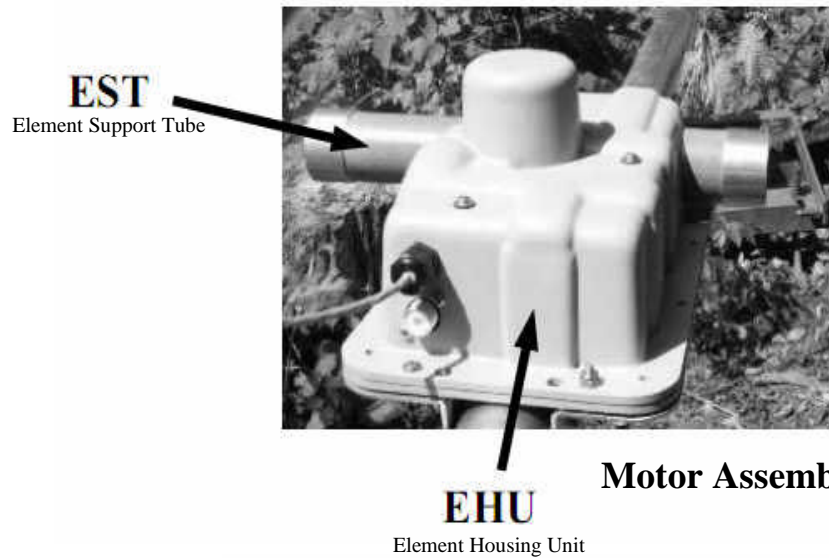 EST
Element Support Tube
Motor Assemb
EHU
Element Housing Unit